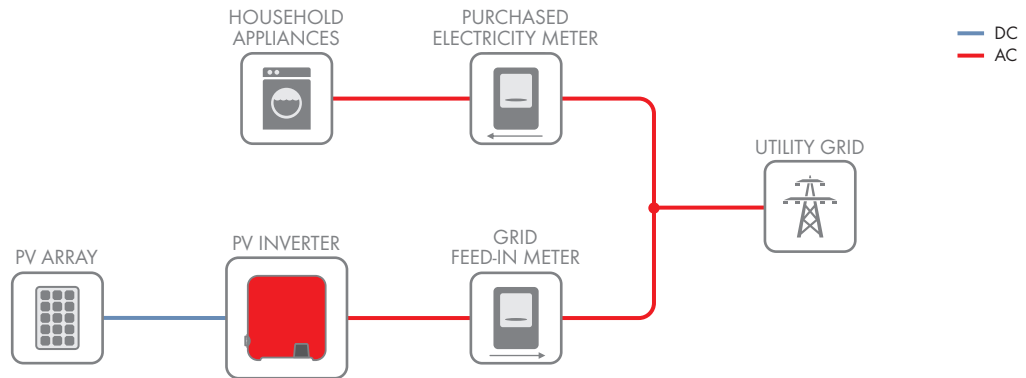 HOUSEHOLD
APPLIANCES
PURCHASED
ELECTRICITY METER
DC
AC
UTILITY GRID
PV ARRAY
PV INVERTER
GRID
FEED-IN METER